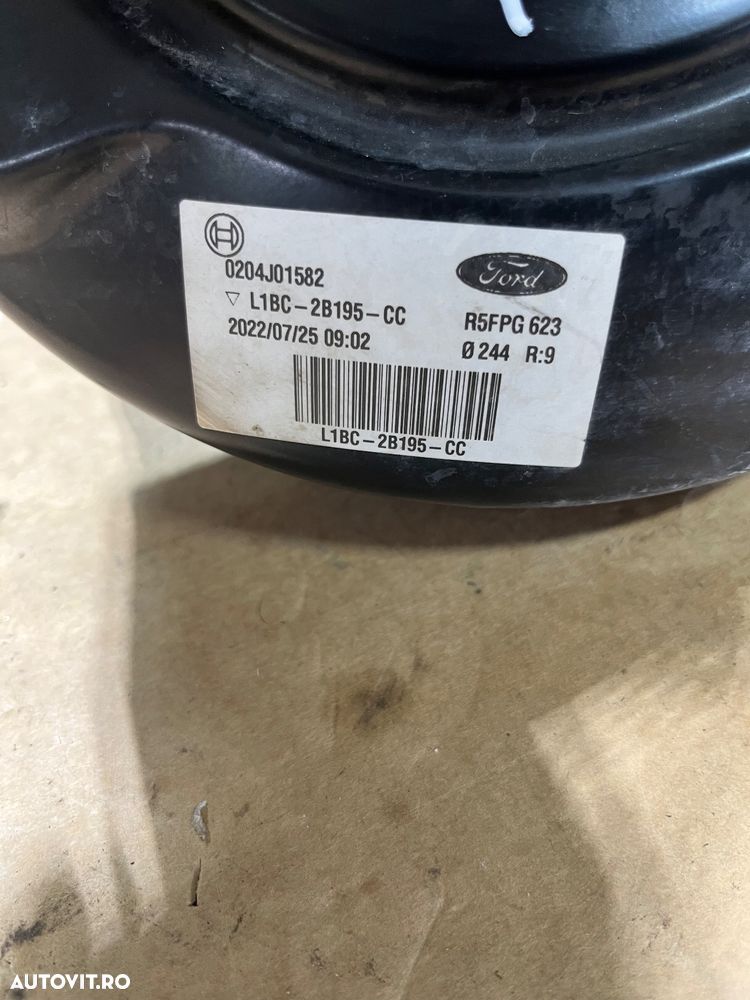 0204J01582
Ford
▽ L1BC-2B195-CC
R5FPG 623
2022/07/25 09:02
Ø 244 R:9
L1BC-2B195-CC
AUTOVIT.RO